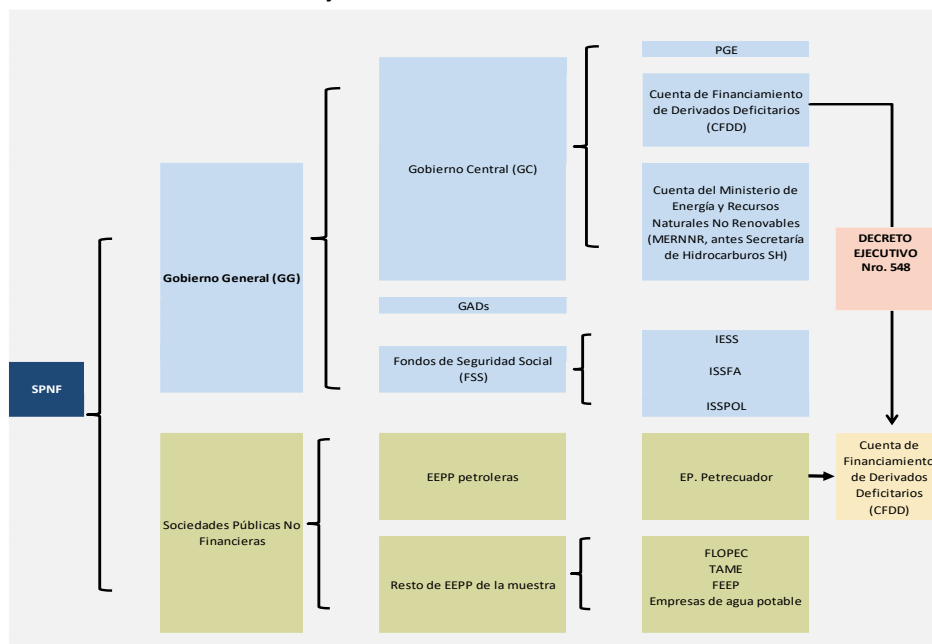 PGE
Cuenta de Financiamiento
de Derivados Deficitarios
(CFDD)
Gobierno Central (GC)
Cuenta del Ministerio de
Energía y Recursos
Naturales No Renovables
(MERNNR, antes Secretaría
de Hidrocarburos SH)
DECRETO
EJECUTIVO
Nro. 548
Gobierno General (GG)
GADs
Fondos de Seguridad Social
(FSS)
IESS
ISSFA
ISSPOL
SPNF
Sociedades Públicas No
Financieras
EEPP petroleras
EP. Petrecuador
Cuenta de
Financiamiento
de Derivados
Deficitarios
(CFDD)
Resto de EEPP de la muestra
FLOPEC
TAME
FEEP
Empresas de agua potable